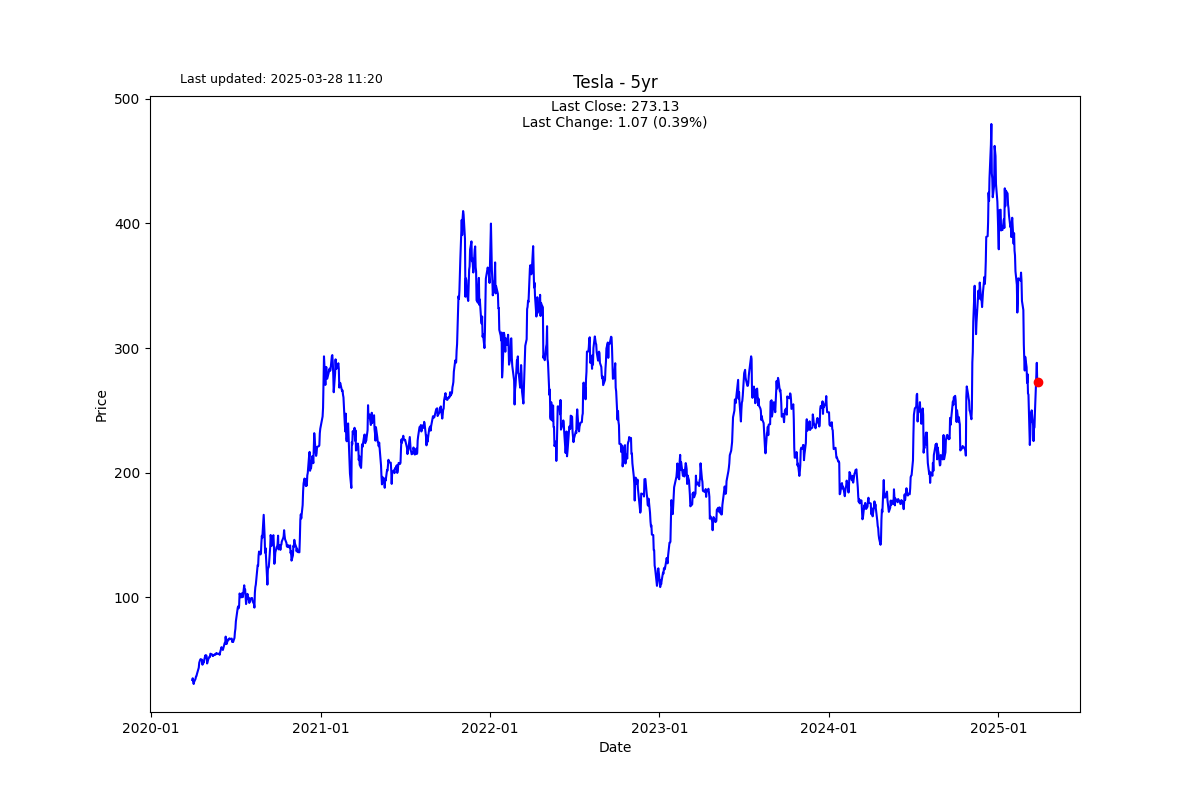 Last updated: 2025-03-28 11:20
Tesla - 5yr
Last Close: 273.13
Last Change: 1.07 (0.39%)
500
400
300
200
100
Price
2020-01
2021-01
2022-01
2023-01
2024-01
2025-01
Date